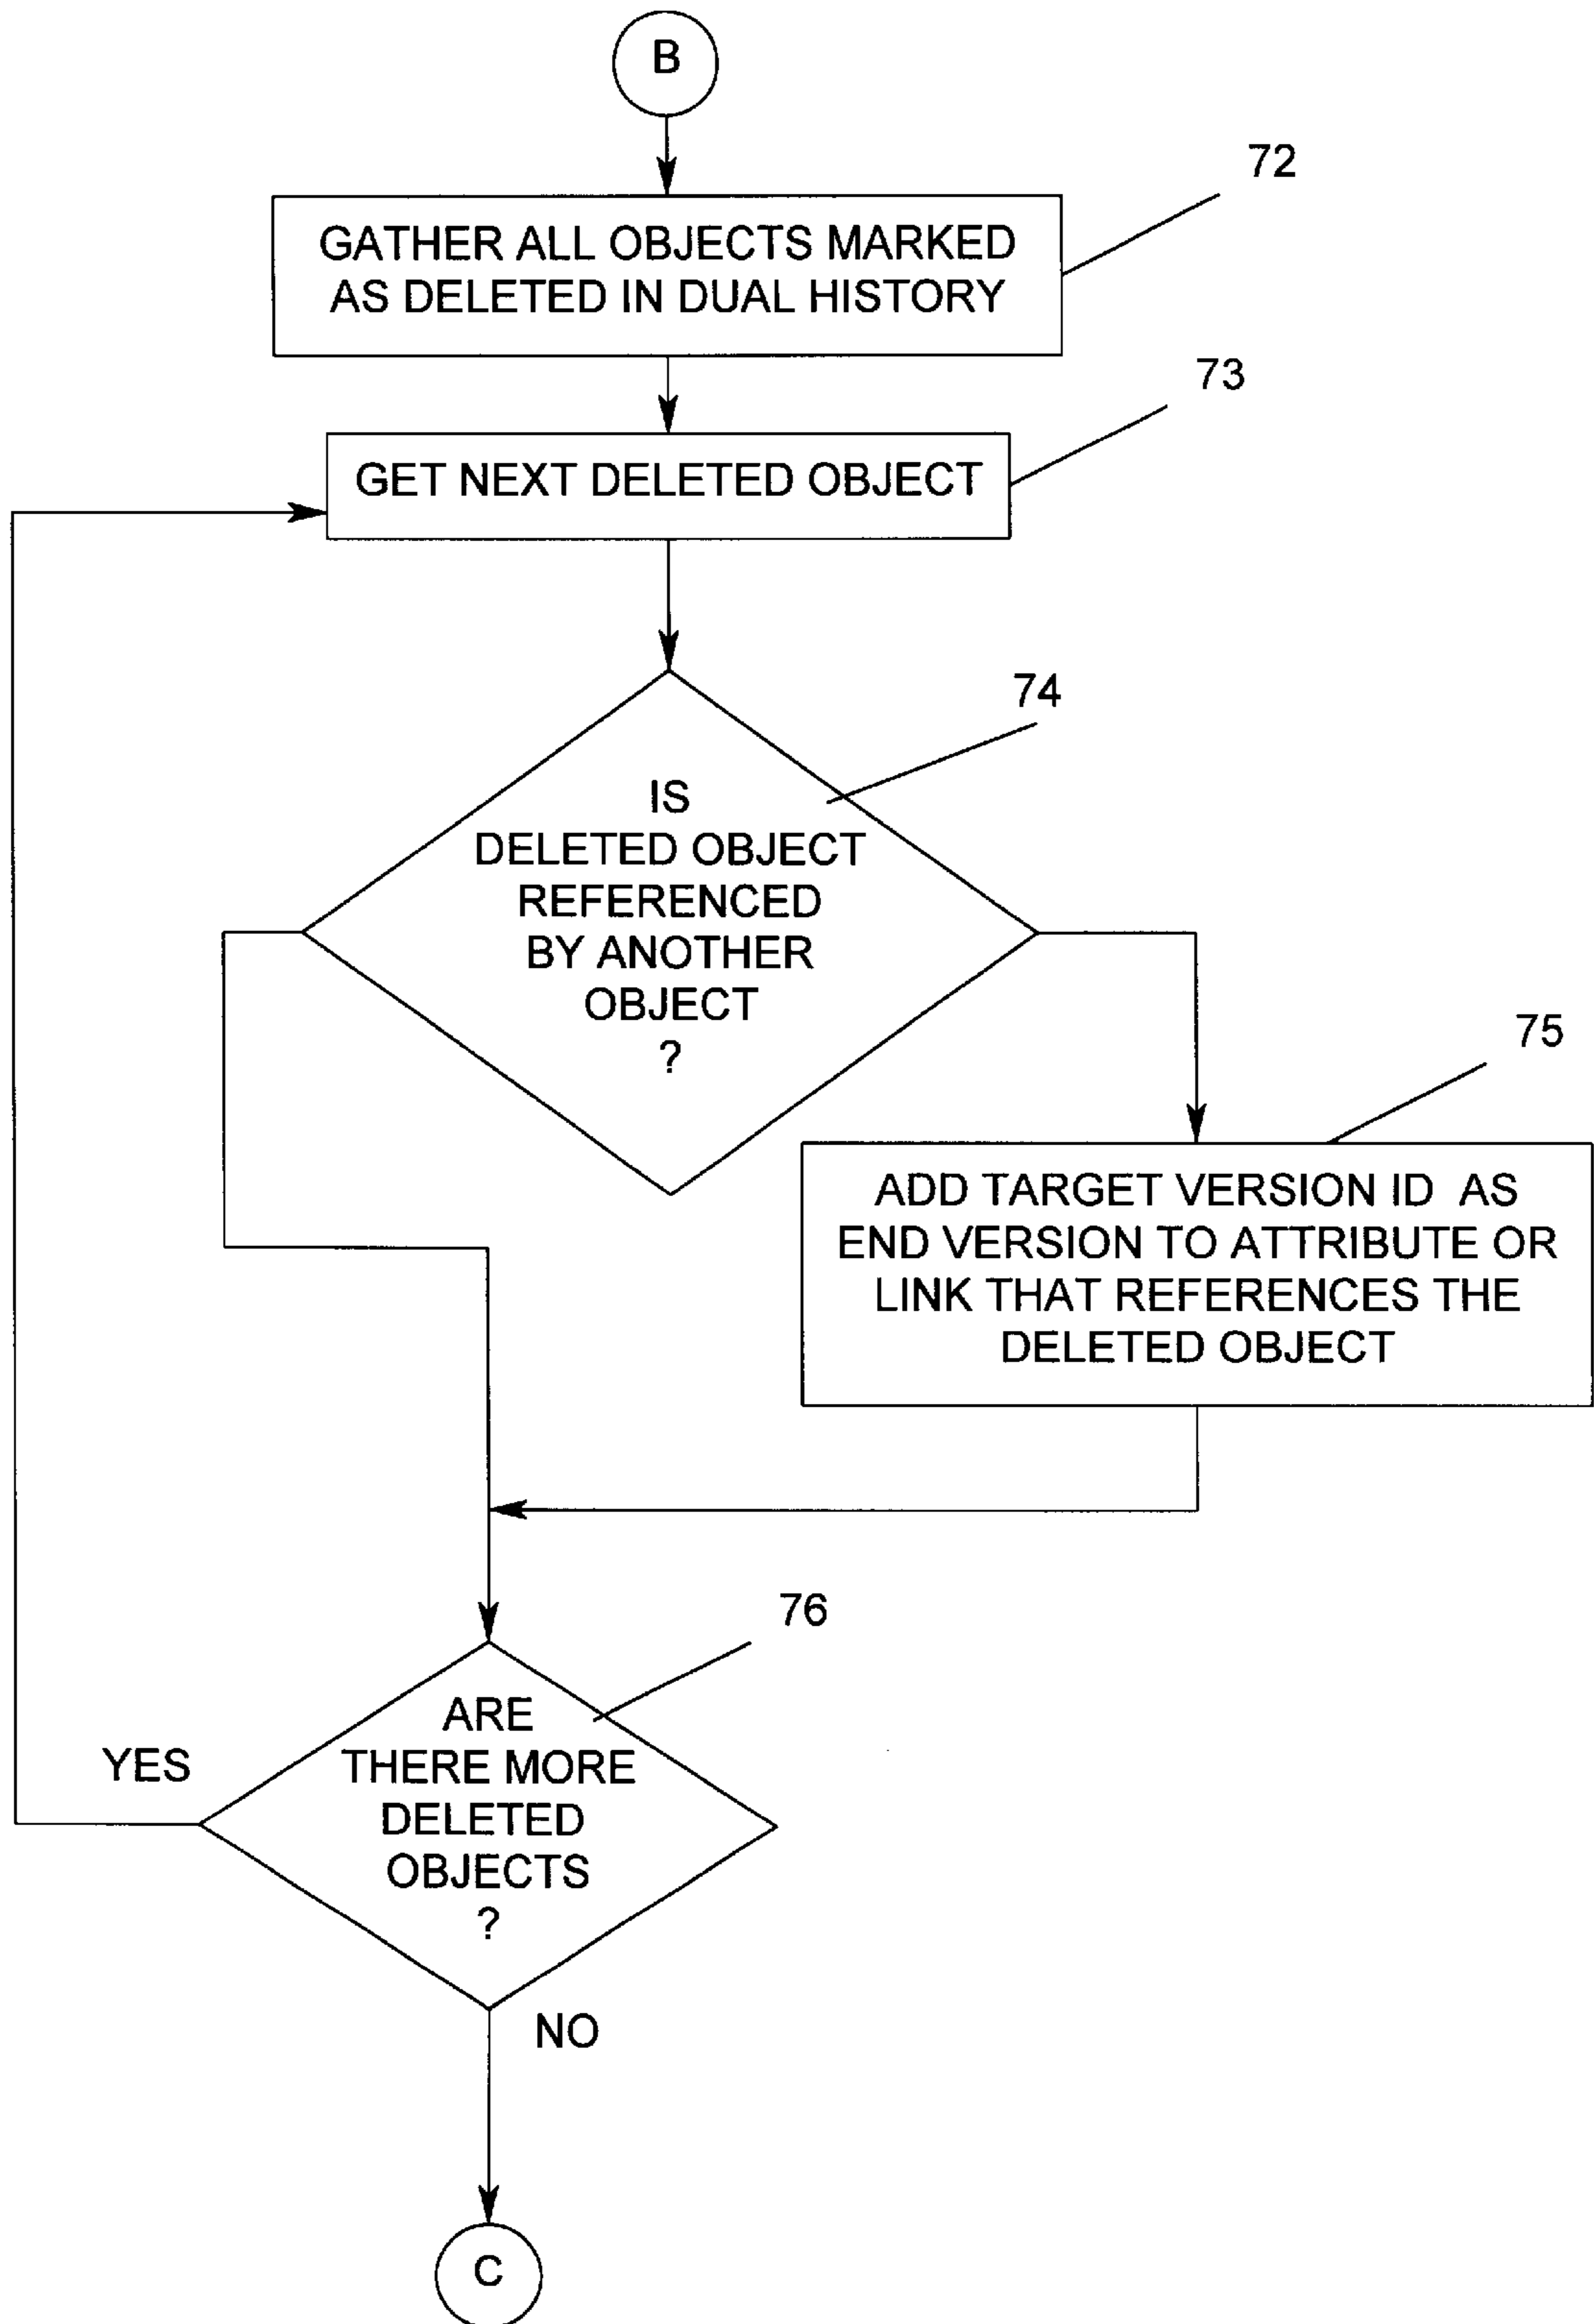 B
72
GATHER ALL OBJECTS MARKED
AS DELETED IN DUAL HISTORY
73
GET NEXT DELETED OBJECT
74
IS
DELETED OBJECT
REFERENCED
BY ANOTHER
OBJECT
?
75
ADD TARGET VERSION ID AS
END VERSION TO ATTRIBUTE OR
LINK THAT REFERENCES THE
DELETED OBJECT
76
ARE
THERE MORE
DELETED
OBJECTS
?
YES
NO
C